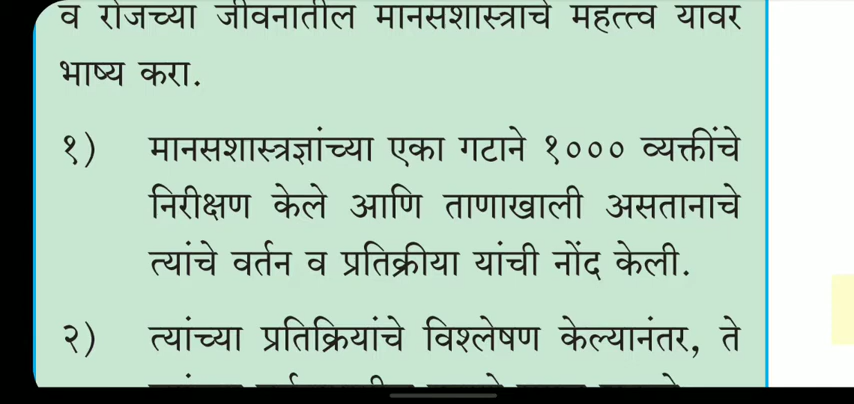 व रोजच्या जीवनातील मानसशास्त्राचे महत्त्व यावर
भाष्य करा.
१) मानसशास्त्रज्ञांच्या एका गटाने १००० व्यक्तींचे
निरीक्षण केले आणि ताणाखाली असतानाचे
त्यांचे वर्तन व प्रतिक्रीया यांची नोंद केली.
२) त्यांच्या प्रतिक्रियांचे विश्लेषण केल्यानंतर, ते